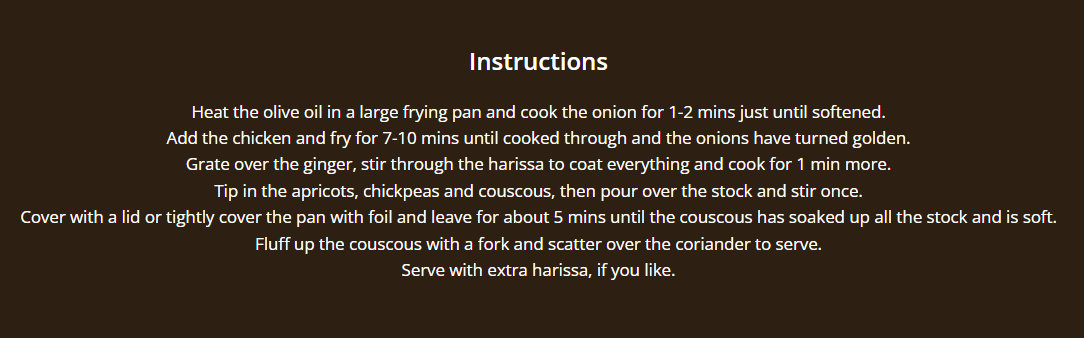 Instructions
Heat the olive oil in a large frying pan and cook the onion for 1-2 mins just until softened.
Add the chicken and fry for 7-10 mins until cooked through and the onions have turned golden.
Grate over the ginger, stir through the harissa to coat everything and cook for 1 min more.
Tip in the apricots, chickpeas and couscous, then pour over the stock and stir once.
Cover with a lid or tightly cover the pan with foil and leave for about 5 mins until the couscous has soaked up all the stock and is soft.
Fluff up the couscous with a fork and scatter over the coriander to serve.
Serve with extra harissa, if you like.